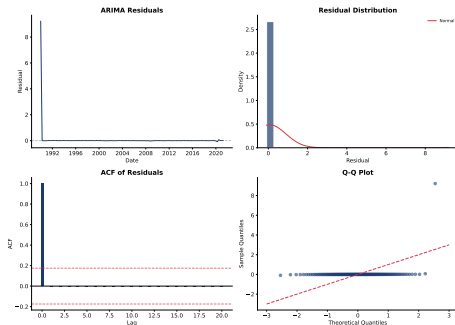 ARIMA Residuals
Residual
8
6
4
2
0
1992 1996 2000 2004 2008 2012 2016 2020
Date
Residual Distribution
Normal
Density
2.5
2.0
1.5
1.0
0.5
0.0
0 2 4 6 8
Residual
ACF of Residuals
ACF
1.0
0.8
0.6
0.4
0.2
0.0
−0.2
0.0 2.5 5.0 7.5 10.0 12.5 15.0 17.5 20.0
Lag
Q-Q Plot
Sample Quantiles
8
6
4
2
0
−2
−3 −2 −1 0 1 2 3
Theoretical Quantiles